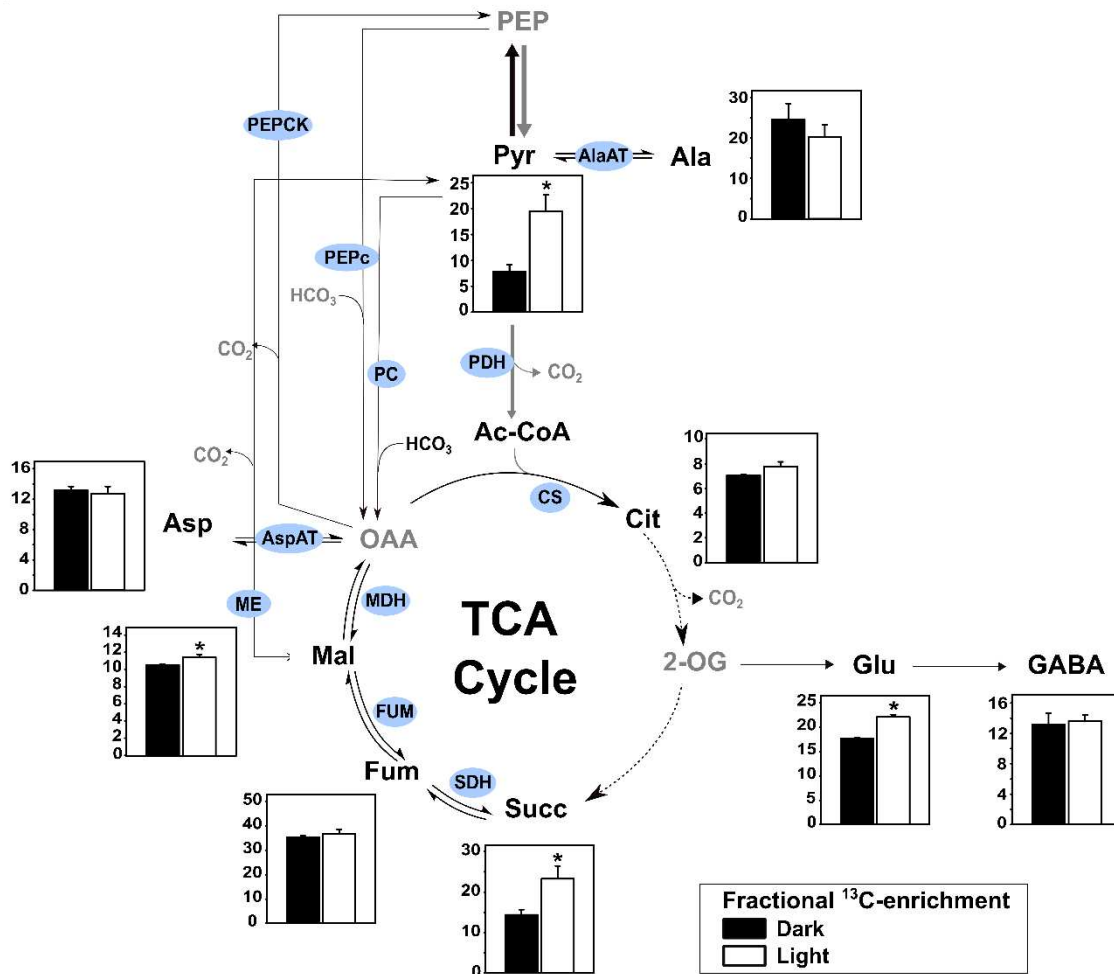 PEP
PEPCK
Pyr
AlaAT
Ala
30
20
10
0
25
20
15
10
5
0
*
PEPc
HCO₃
CO₂
PC
PDH
CO₂
Ac-CoA
HCO₃
CO₂
CS
Cit
10
8
6
4
2
0
16
12
8
4
0
Asp
AspAT
OAA
ME
MDH
TCA
Cycle
CO₂
2-OG
Glu
GABA
14
12
10
8
6
4
2
0
*
Mal
FUM
Fum
SDH
Succ
25
20
15
10
5
0
*
16
12
8
4
0
50
40
30
20
10
0
30
20
10
0
*
Fractional ¹³C-enrichment
Dark
Light